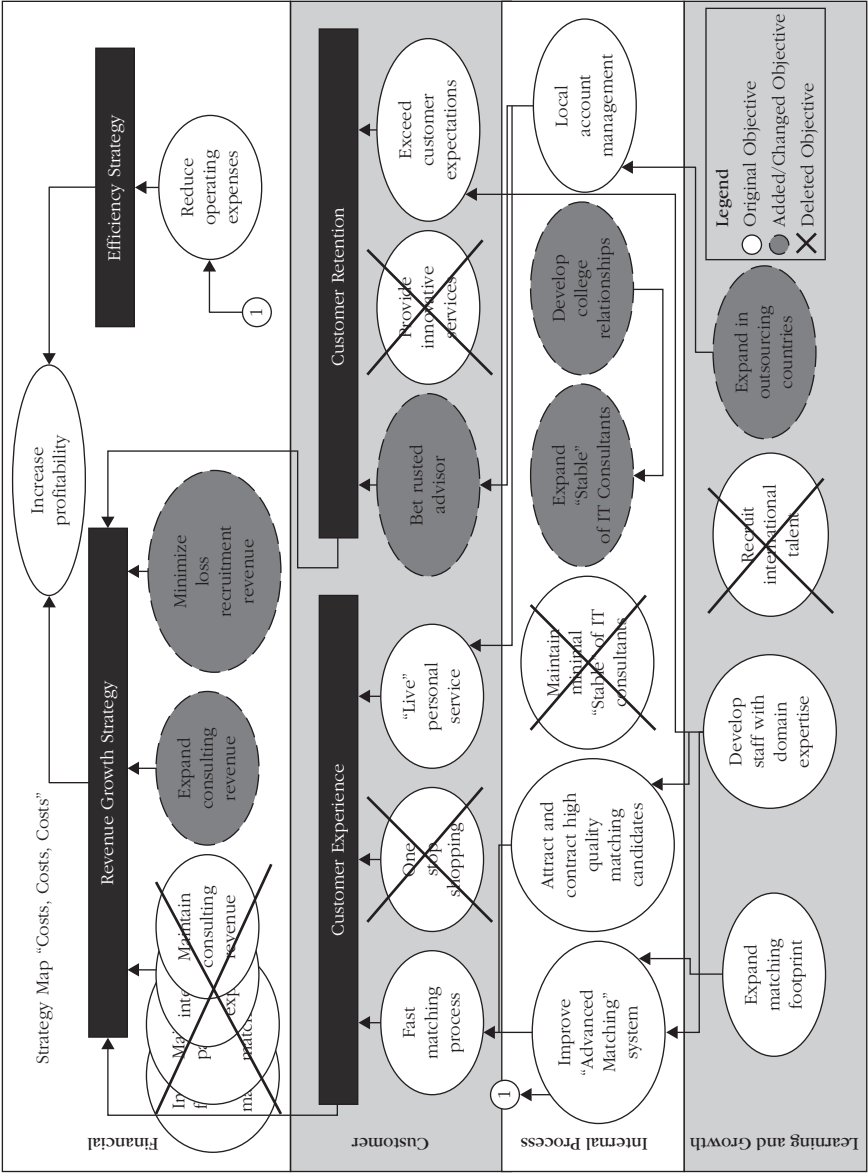 Strategy Map “Costs, Costs, Costs”
Financial
Increase
profitability
Revenue Growth Strategy
Efficiency Strategy
Maintain
consulting
revenue
Expand
consulting
revenue
Minimize
loss
recruitment
revenue
Reduce
operating
expenses
1
Customer
Customer Experience
Customer Retention
Fast
matching
process
One
stop
shopping
“Live”
personal
service
Bet rusted
advisor
Provide
innovative
services
Exceed
customer
expectations
Internal Process
1
Improve
“Advanced
Matching”
system
Attract and
contract high
quality
matching
candidates
Maintain
minimal
“Stable” of IT
consultants
Expand
“Stable”
of IT Consultants
Develop
college
relationships
Local
account
management
Learning and Growth
Expand
matching
footprint
Develop
staff with
domain
expertise
Recruit
international
talent
Expand in
outsourcing
countries
Legend
Original Objective
Added/Changed Objective
Deleted Objective